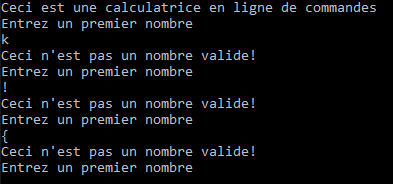 Ceci est une calculatrice en ligne de commandes
Entrez un premier nombre
k
Ceci n'est pas un nombre valide!
Entrez un premier nombre
!
Ceci n'est pas un nombre valide!
Entrez un premier nombre
{
Ceci n'est pas un nombre valide!
Entrez un premier nombre